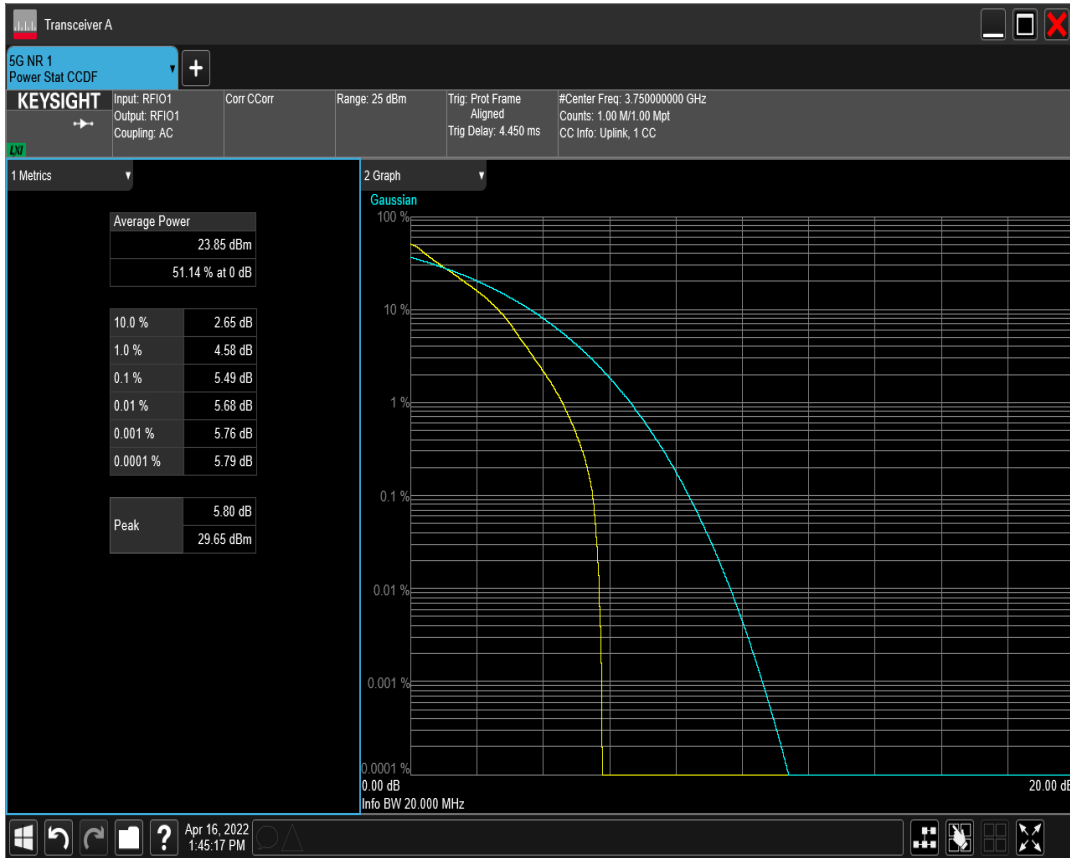 Transceiver A
5G NR 1
Power Stat CCDF
KEYSIGHT
LXI
Input: RFIO1
Output: RFIO1
Coupling: AC
Corr CCorr
Range: 25 dBm
Trig: Prot Frame
Aligned
Trig Delay: 4.450 ms
#Center Freq: 3.750000000 GHz
Counts: 1.00 M/1.00 Mpt
CC Info: Uplink, 1 CC
1 Metrics
Average Power
23.85 dBm
51.14 % at 0 dB
10.0 % 2.65 dB
1.0 % 4.58 dB
0.1 % 5.49 dB
0.01 % 5.68 dB
0.001 % 5.76 dB
0.0001 % 5.79 dB
Peak
5.80 dB
29.65 dBm
2 Graph
Gaussian
100 %
10 %
1 %
0.1 %
0.01 %
0.001 %
0.0001 %
0.00 dB 20.00 dB
Info BW 20.000 MHz
Apr 16, 2022
1:45:17 PM